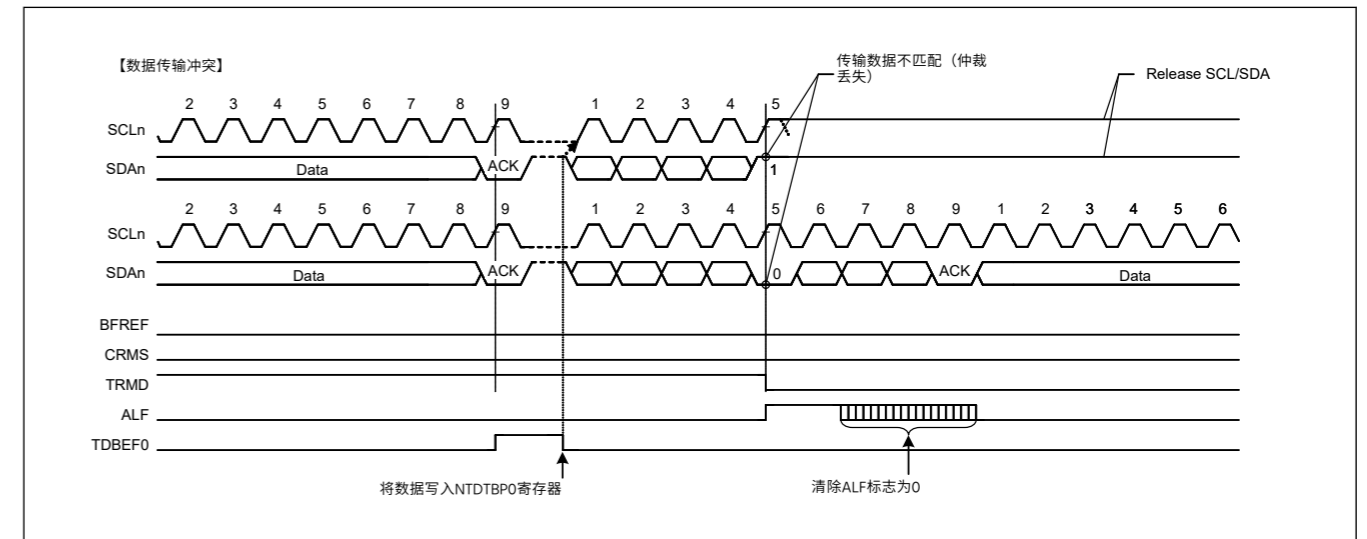 【数据传输冲突】
传输数据不匹配（仲裁
丢失）
Release SCL/SDA
2 3 4 5 6 7 8 9 1 2 3 4 5
SCLn
SDAn Data ACK 1
2 3 4 5 6 7 8 9 1 2 3 4 5 6 7 8 9 1 2 3 4 5 6
SCLn
SDAn Data ACK 0 ACK Data
BFREF
CRMS
TRMD
ALF
TDBEF0
将数据写入NTDTBP0寄存器
清除ALF标志为0